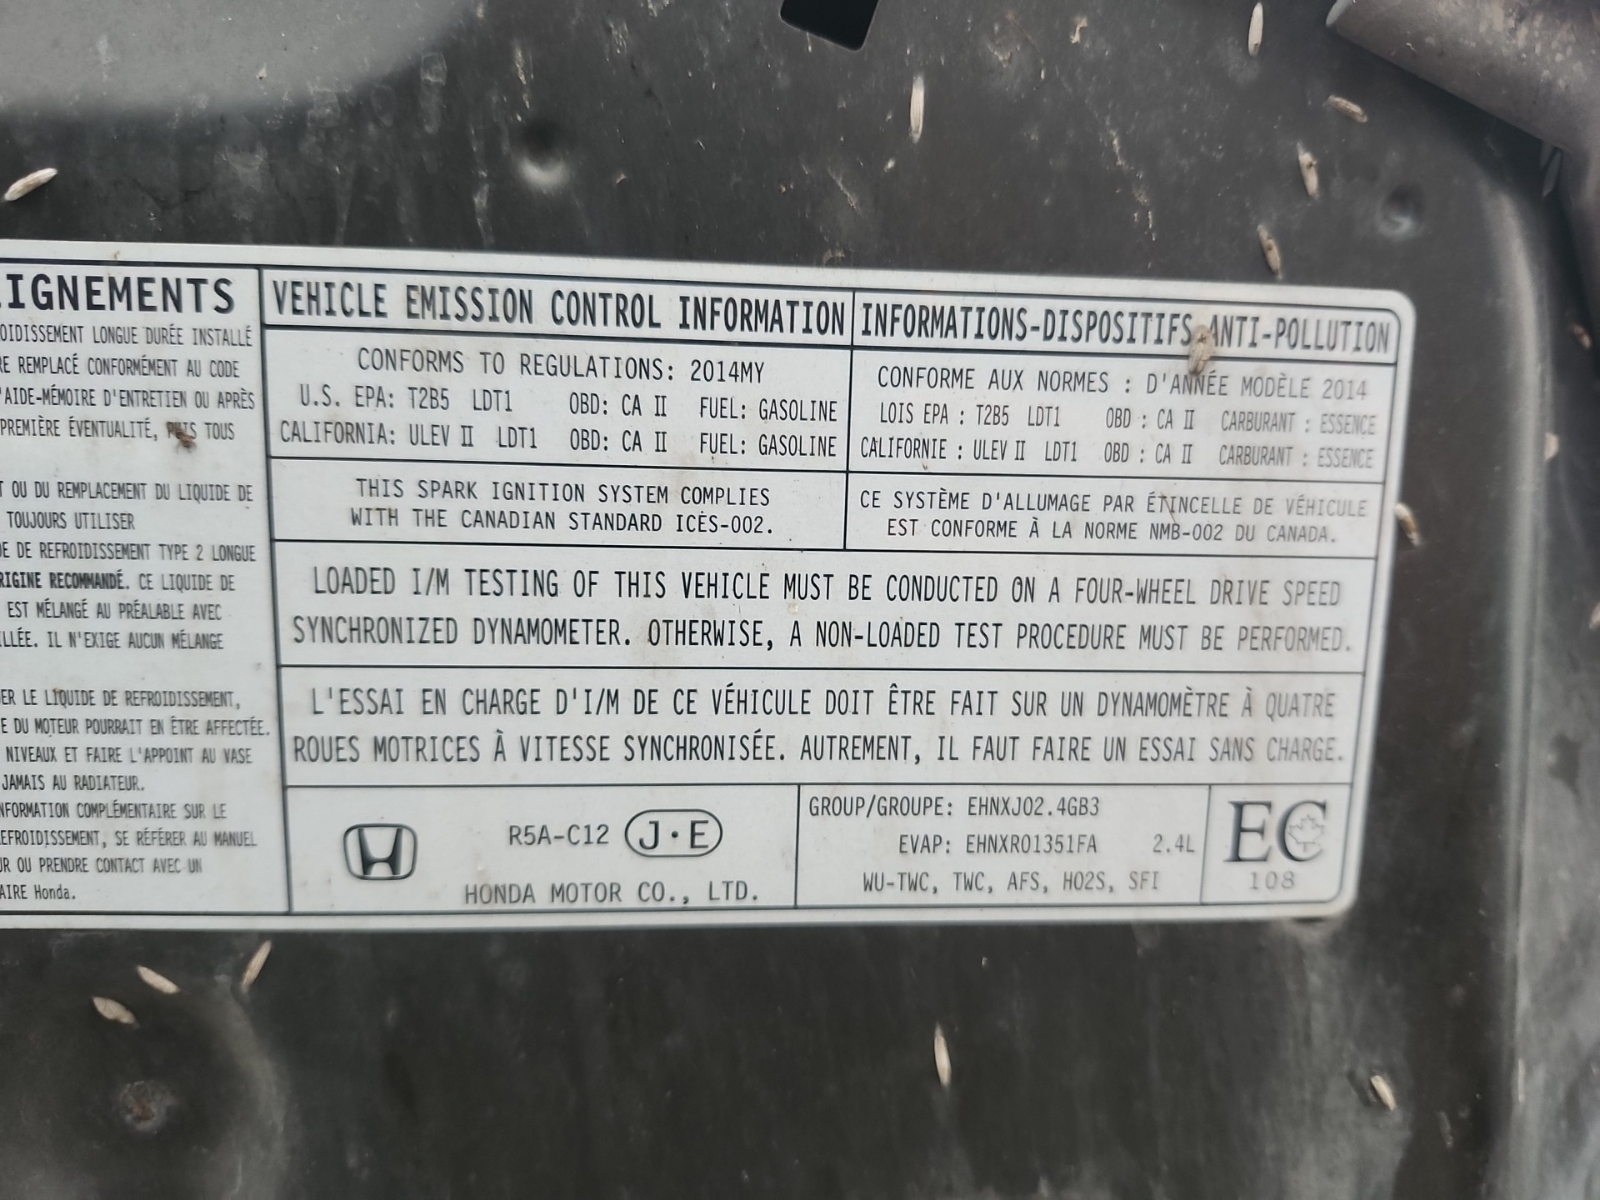 IGNEMENTS
OIDISSEMENT LONGUE DURÉE INSTALLÉ
RE REMPLACÉ CONFORMÉMENT AU CODE
'AIDE-MÉMOIRE D'ENTRETIEN OU APRÈS
PREMIÈRE ÉVENTUALITÉ, PUIS TOUS
T OU DU REMPLACEMENT DU LIQUIDE DE
TOUJOURS UTILISER
DE DE REFROIDISSEMENT TYPE 2 LONGUE
RIGINE RECOMMANDÉ. CE LIQUIDE DE
EST MÉLANGÉ AU PRÉALABLE AVEC
LLÉE. IL N'EXIGE AUCUN MÉLANGE
ER LE LIQUIDE DE REFROIDISSEMENT,
E DU MOTEUR POURRAIT EN ÊTRE AFFECTÉE.
NIVEAUX ET FAIRE L'APPOINT AU VASE
JAMAIS AU RADIATEUR.
NFORMATION COMPLÉMENTAIRE SUR LE
EFROIDISSEMENT, SE RÉFÉRER AU MANUEL
UR OU PRENDRE CONTACT AVEC UN
AIRE Honda.
VEHICLE EMISSION CONTROL INFORMATION
CONFORMS TO REGULATIONS: 2014MY
U.S. EPA: T2B5 LDT1 OBD: CA II FUEL: GASOLINE
CALIFORNIA: ULEV II LDT1 OBD: CA II FUEL: GASOLINE
THIS SPARK IGNITION SYSTEM COMPLIES
WITH THE CANADIAN STANDARD ICES-002.
INFORMATIONS-DISPOSITIFS ANTI-POLLUTION
CONFORME AUX NORMES : D'ANNÉE MODÈLE 2014
LOIS EPA : T2B5 LDT1 OBD : CA II CARBURANT : ESSENCE
CALIFORNIE : ULEV II LDT1 OBD : CA II CARBURANT : ESSENCE
CE SYSTÈME D'ALLUMAGE PAR ÉTINCELLE DE VÉHICULE
EST CONFORME À LA NORME NMB-002 DU CANADA.
LOADED I/M TESTING OF THIS VEHICLE MUST BE CONDUCTED ON A FOUR-WHEEL DRIVE SPEED
SYNCHRONIZED DYNAMOMETER. OTHERWISE, A NON-LOADED TEST PROCEDURE MUST BE PERFORMED.
L'ESSAI EN CHARGE D'I/M DE CE VÉHICULE DOIT ÊTRE FAIT SUR UN DYNAMOMÈTRE À QUATRE
ROUES MOTRICES À VITESSE SYNCHRONISÉE. AUTREMENT, IL FAUT FAIRE UN ESSAI SANS CHARGE.
R5A-C12 J·E
HONDA MOTOR CO., LTD.
GROUP/GROUPE: EHNXJ02.4GB3
EVAP: EHNXR01351FA 2.4L
WU-TWC, TWC, AFS, HO2S, SFI
EC
108